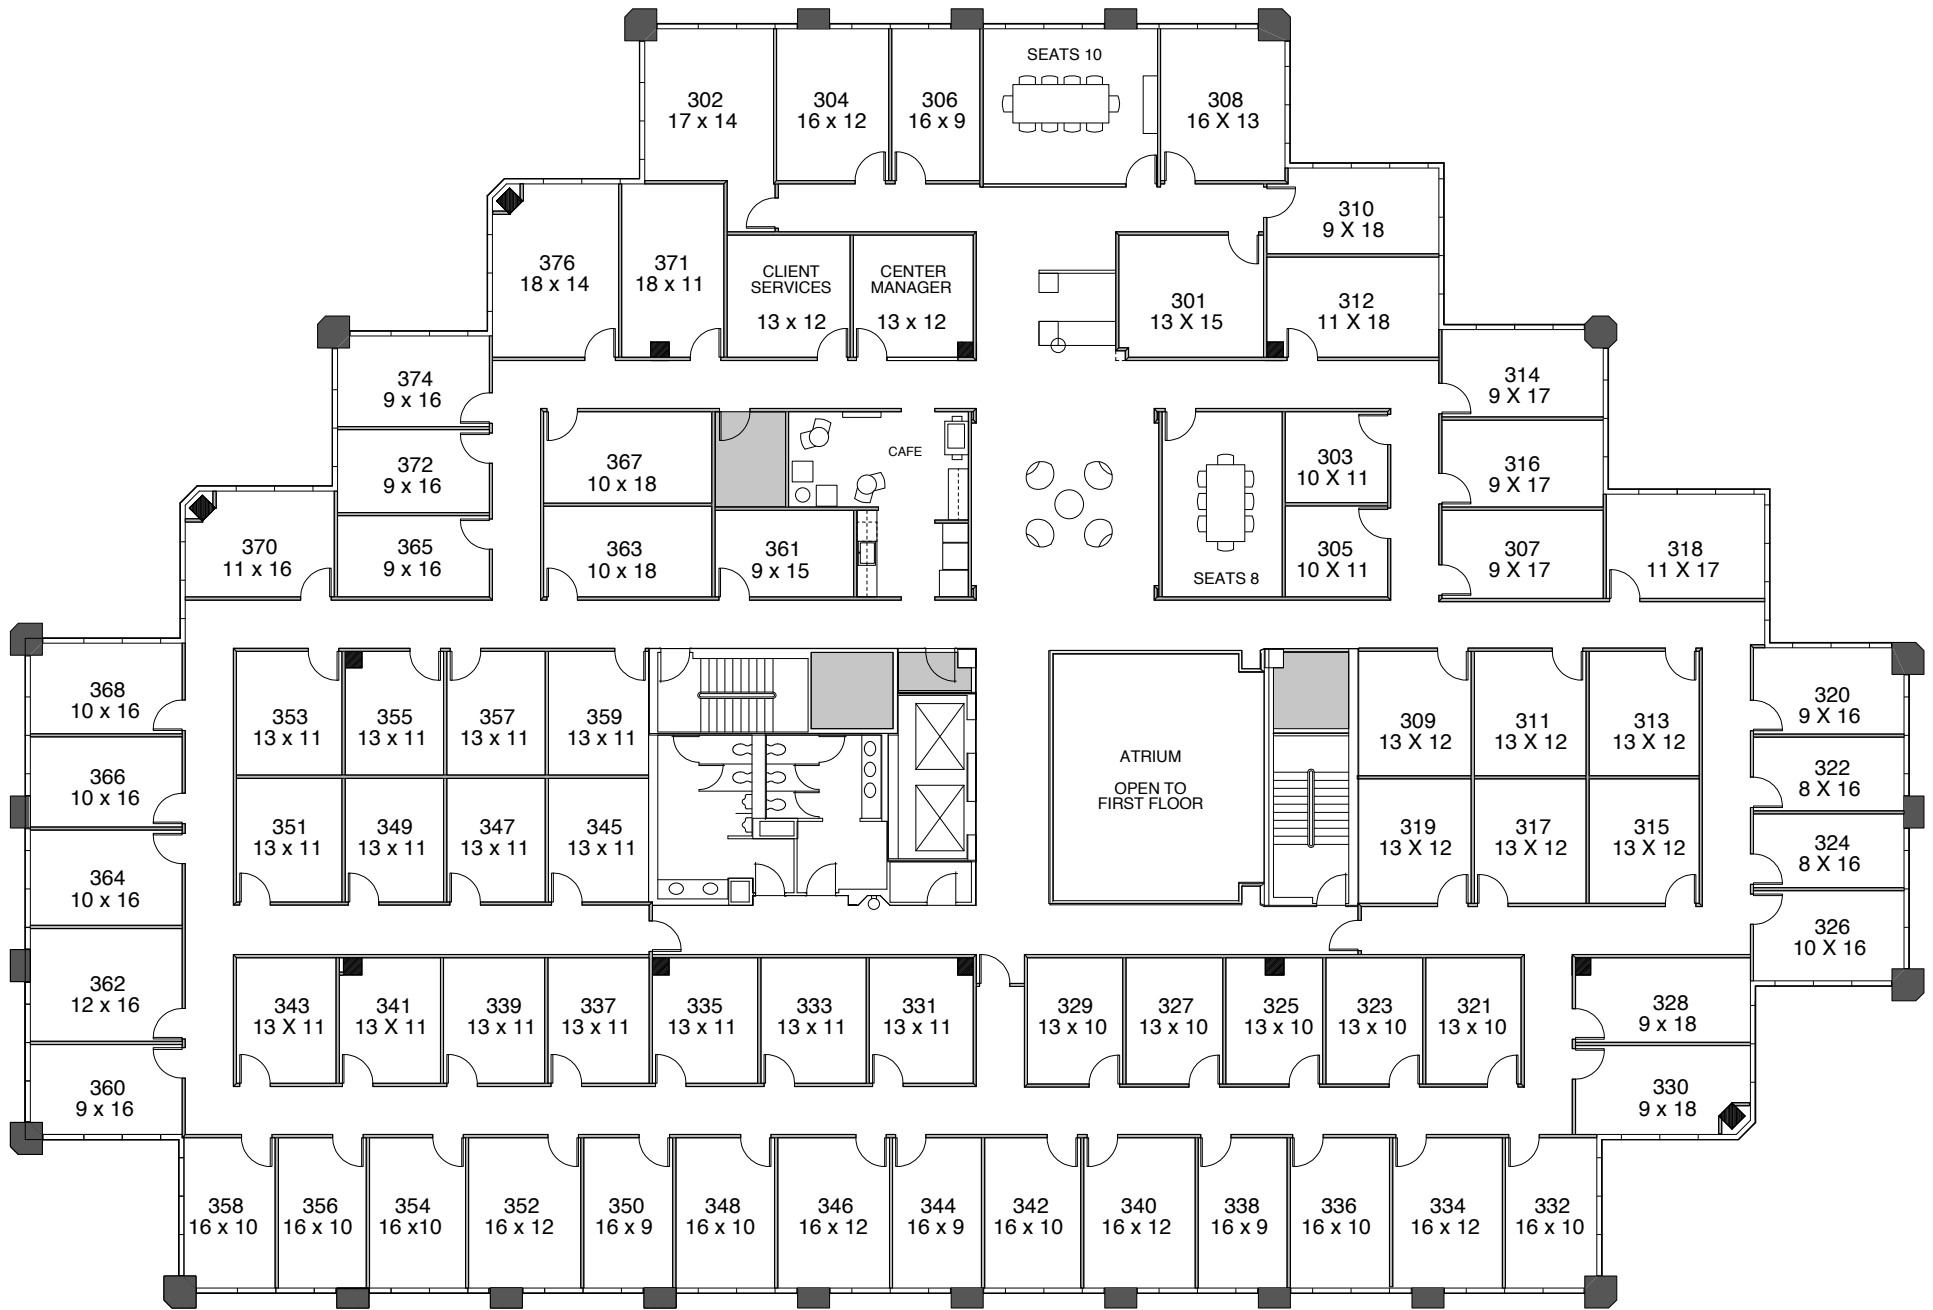 SEATS 10
302
17 x 14
304
16 x 12
306
16 x 9
308
16 X 13
310
9 X 18
376
18 x 14
371
18 x 11
CLIENT
SERVICES
13 x 12
CENTER
MANAGER
13 x 12
301
13 X 15
312
11 X 18
374
9 x 16
314
9 X 17
372
9 x 16
367
10 x 18
CAFE
303
10 X 11
316
9 X 17
370
11 x 16
365
9 x 16
363
10 x 18
361
9 x 15
SEATS 8
305
10 X 11
307
9 X 17
318
11 X 17
368
10 x 16
353
13 x 11
355
13 x 11
357
13 x 11
359
13 x 11
309
13 X 12
311
13 X 12
313
13 X 12
320
9 X 16
366
10 x 16
ATRIUM
OPEN TO
FIRST FLOOR
322
8 X 16
351
13 x 11
349
13 x 11
347
13 x 11
345
13 x 11
319
13 X 12
317
13 X 12
315
13 X 12
324
8 X 16
364
10 x 16
326
10 X 16
362
12 x 16
343
13 X 11
341
13 X 11
339
13 x 11
337
13 x 11
335
13 x 11
333
13 x 11
331
13 x 11
329
13 x 10
327
13 x 10
325
13 x 10
323
13 x 10
321
13 x 10
328
9 x 18
360
9 x 16
330
9 x 18
358
16 x 10
356
16 x 10
354
16 x10
352
16 x 12
350
16 x 9
348
16 x 10
346
16 x 12
344
16 x 9
342
16 x 10
340
16 x 12
338
16 x 9
336
16 x 10
334
16 x 12
332
16 x 10